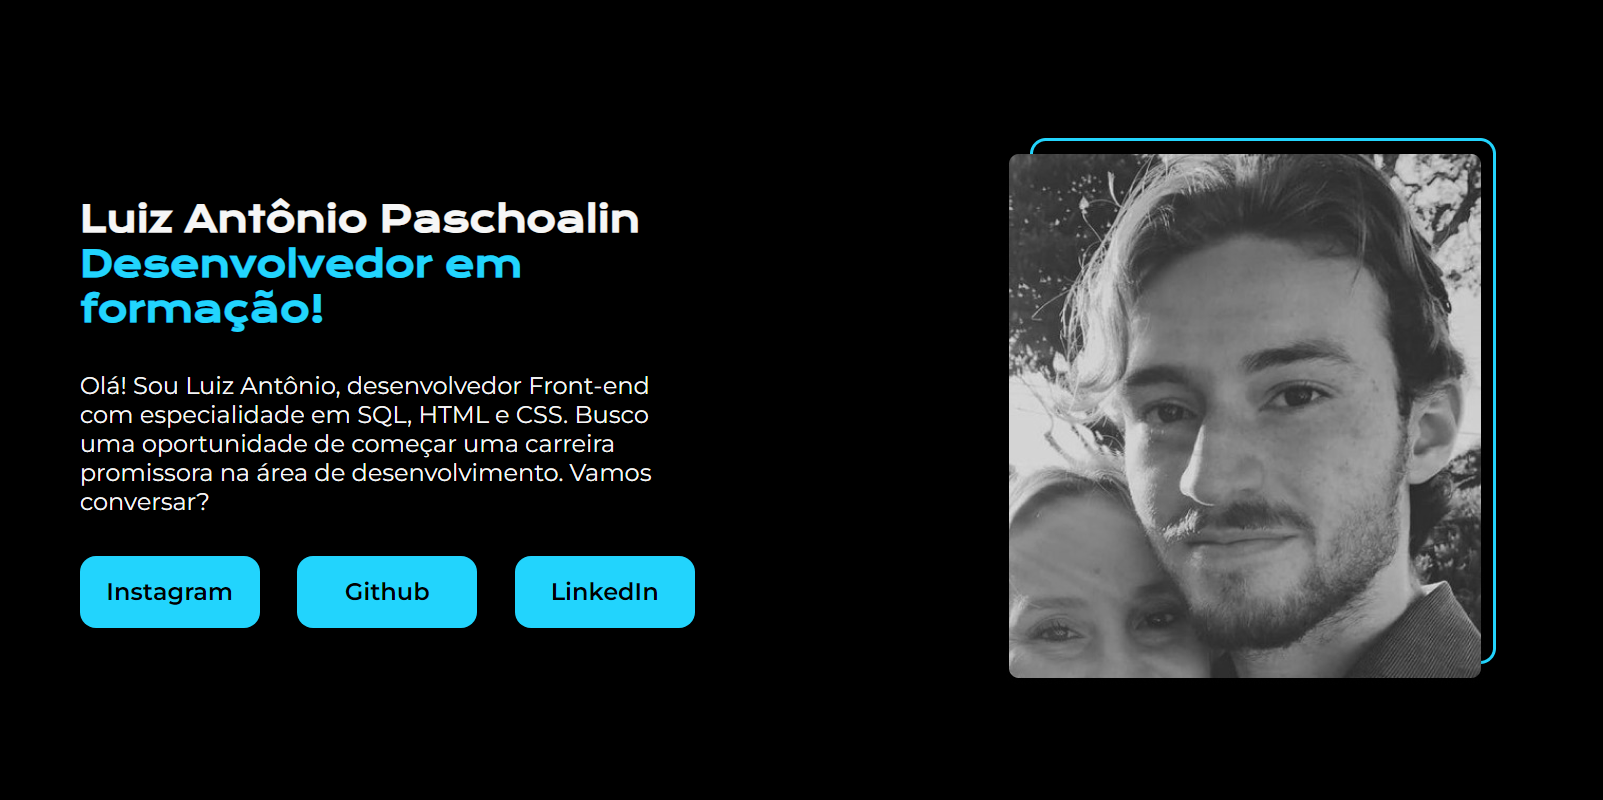 Luiz Antônio Paschoalin
Desenvolvedor em
formação!
Olá! Sou Luiz Antônio, desenvolvedor Front-end
com especialidade em SQL, HTML e CSS. Busco
uma oportunidade de começar uma carreira
promissora na área de desenvolvimento. Vamos
conversar?
Instagram
Github
LinkedIn